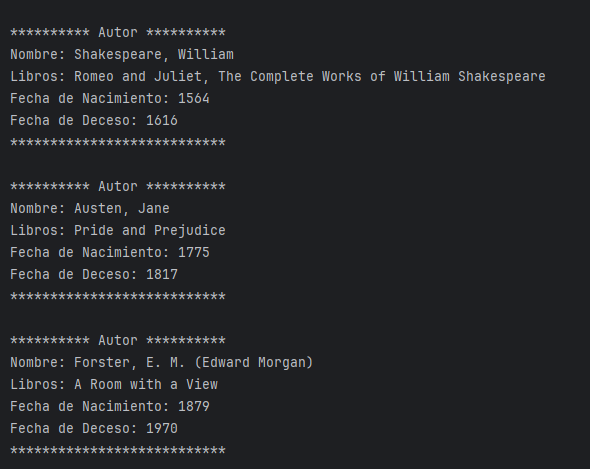 ********** Autor **********
Nombre: Shakespeare, William
Libros: Romeo and Juliet, The Complete Works of William Shakespeare
Fecha de Nacimiento: 1564
Fecha de Deceso: 1616
***************************
********** Autor **********
Nombre: Austen, Jane
Libros: Pride and Prejudice
Fecha de Nacimiento: 1775
Fecha de Deceso: 1817
***************************
********** Autor **********
Nombre: Forster, E. M. (Edward Morgan)
Libros: A Room with a View
Fecha de Nacimiento: 1879
Fecha de Deceso: 1970
***************************